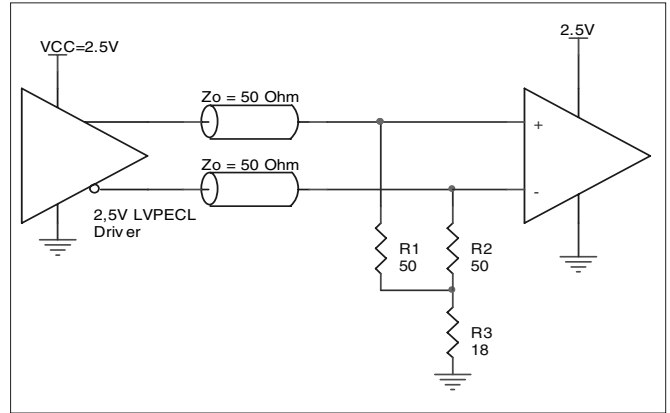 VCC=2.5V
2.5V
Zo = 50 Ohm
+
Zo = 50 Ohm
-
2,5V LVPECL
Driver
R1
50
R2
50
R3
18